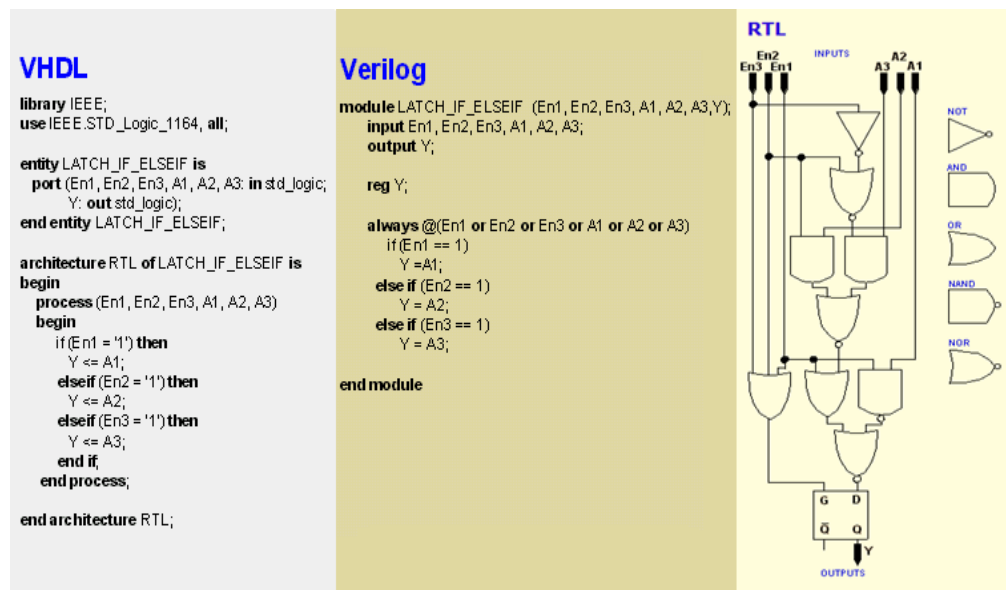 VHDL
library IEEE;
use IEEE.STD_Logic_1164, all;
entity LATCH_IF_ELSEIF is
port (En1, En2, En3, A1, A2, A3: in std_logic;
Y: out std_logic);
end entity LATCH_IF_ELSEIF;
architecture RTL of LATCH_IF_ELSEIF is
begin
process (En1, En2, En3, A1, A2, A3)
begin
if (En1 = '1') then
Y <= A1;
elseif (En2 = '1') then
Y <= A2;
elseif (En3 = '1') then
Y <= A3;
end if;
end process;
end architecture RTL;
Verilog
module LATCH_IF_ELSEIF (En1, En2, En3, A1, A2, A3,Y);
input En1, En2, En3, A1, A2, A3;
output Y;
reg Y;
always @(En1 or En2 or En3 or A1 or A2 or A3)
if (En1 == 1)
Y =A1;
else if (En2 == 1)
Y = A2;
else if (En3 == 1)
Y = A3;
end module
RTL
INPUTS
En2
En3 En1
A2
A3 A1
NOT
AND
OR
NAND
NOR
G D
Q̅ Q
Y
OUTPUTS